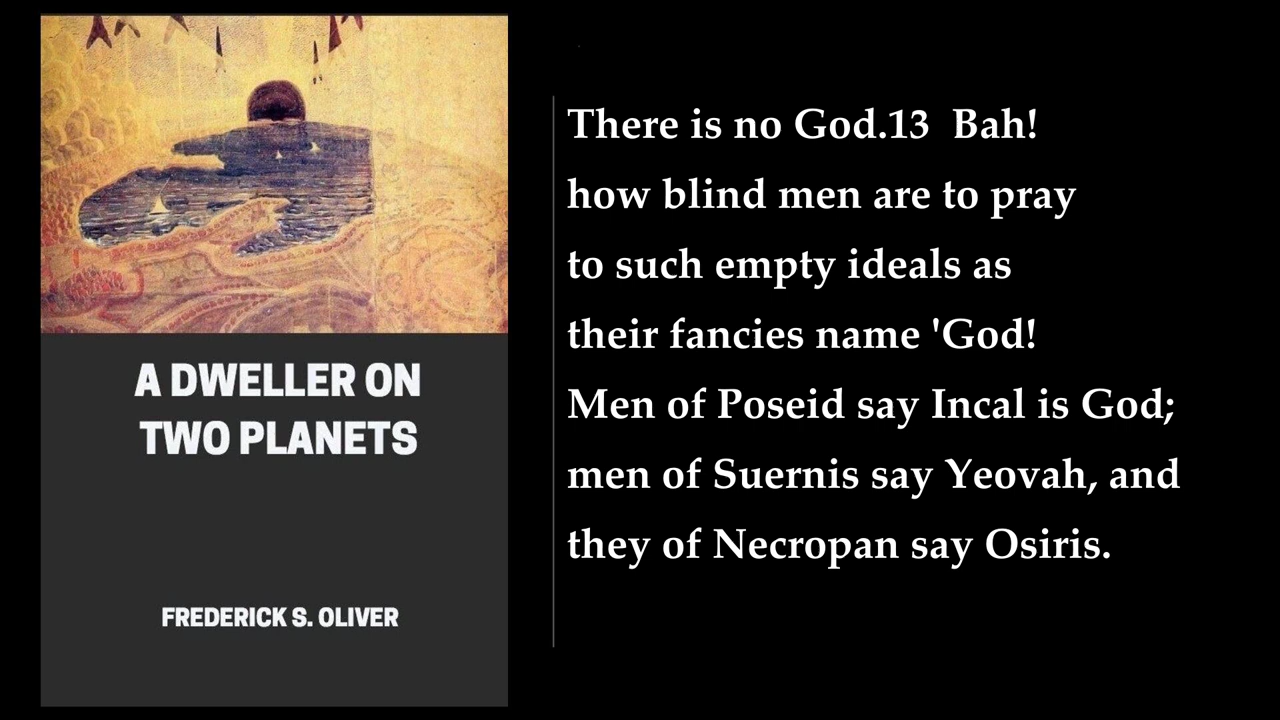 A DWELLER ON
TWO PLANETS
FREDERICK S. OLIVER
There is no God.13  Bah!
how blind men are to pray
to such empty ideals as
their fancies name 'God!
Men of Poseid say Incal is God;
men of Suernis say Yeovah, and
they of Necropan say Osiris.